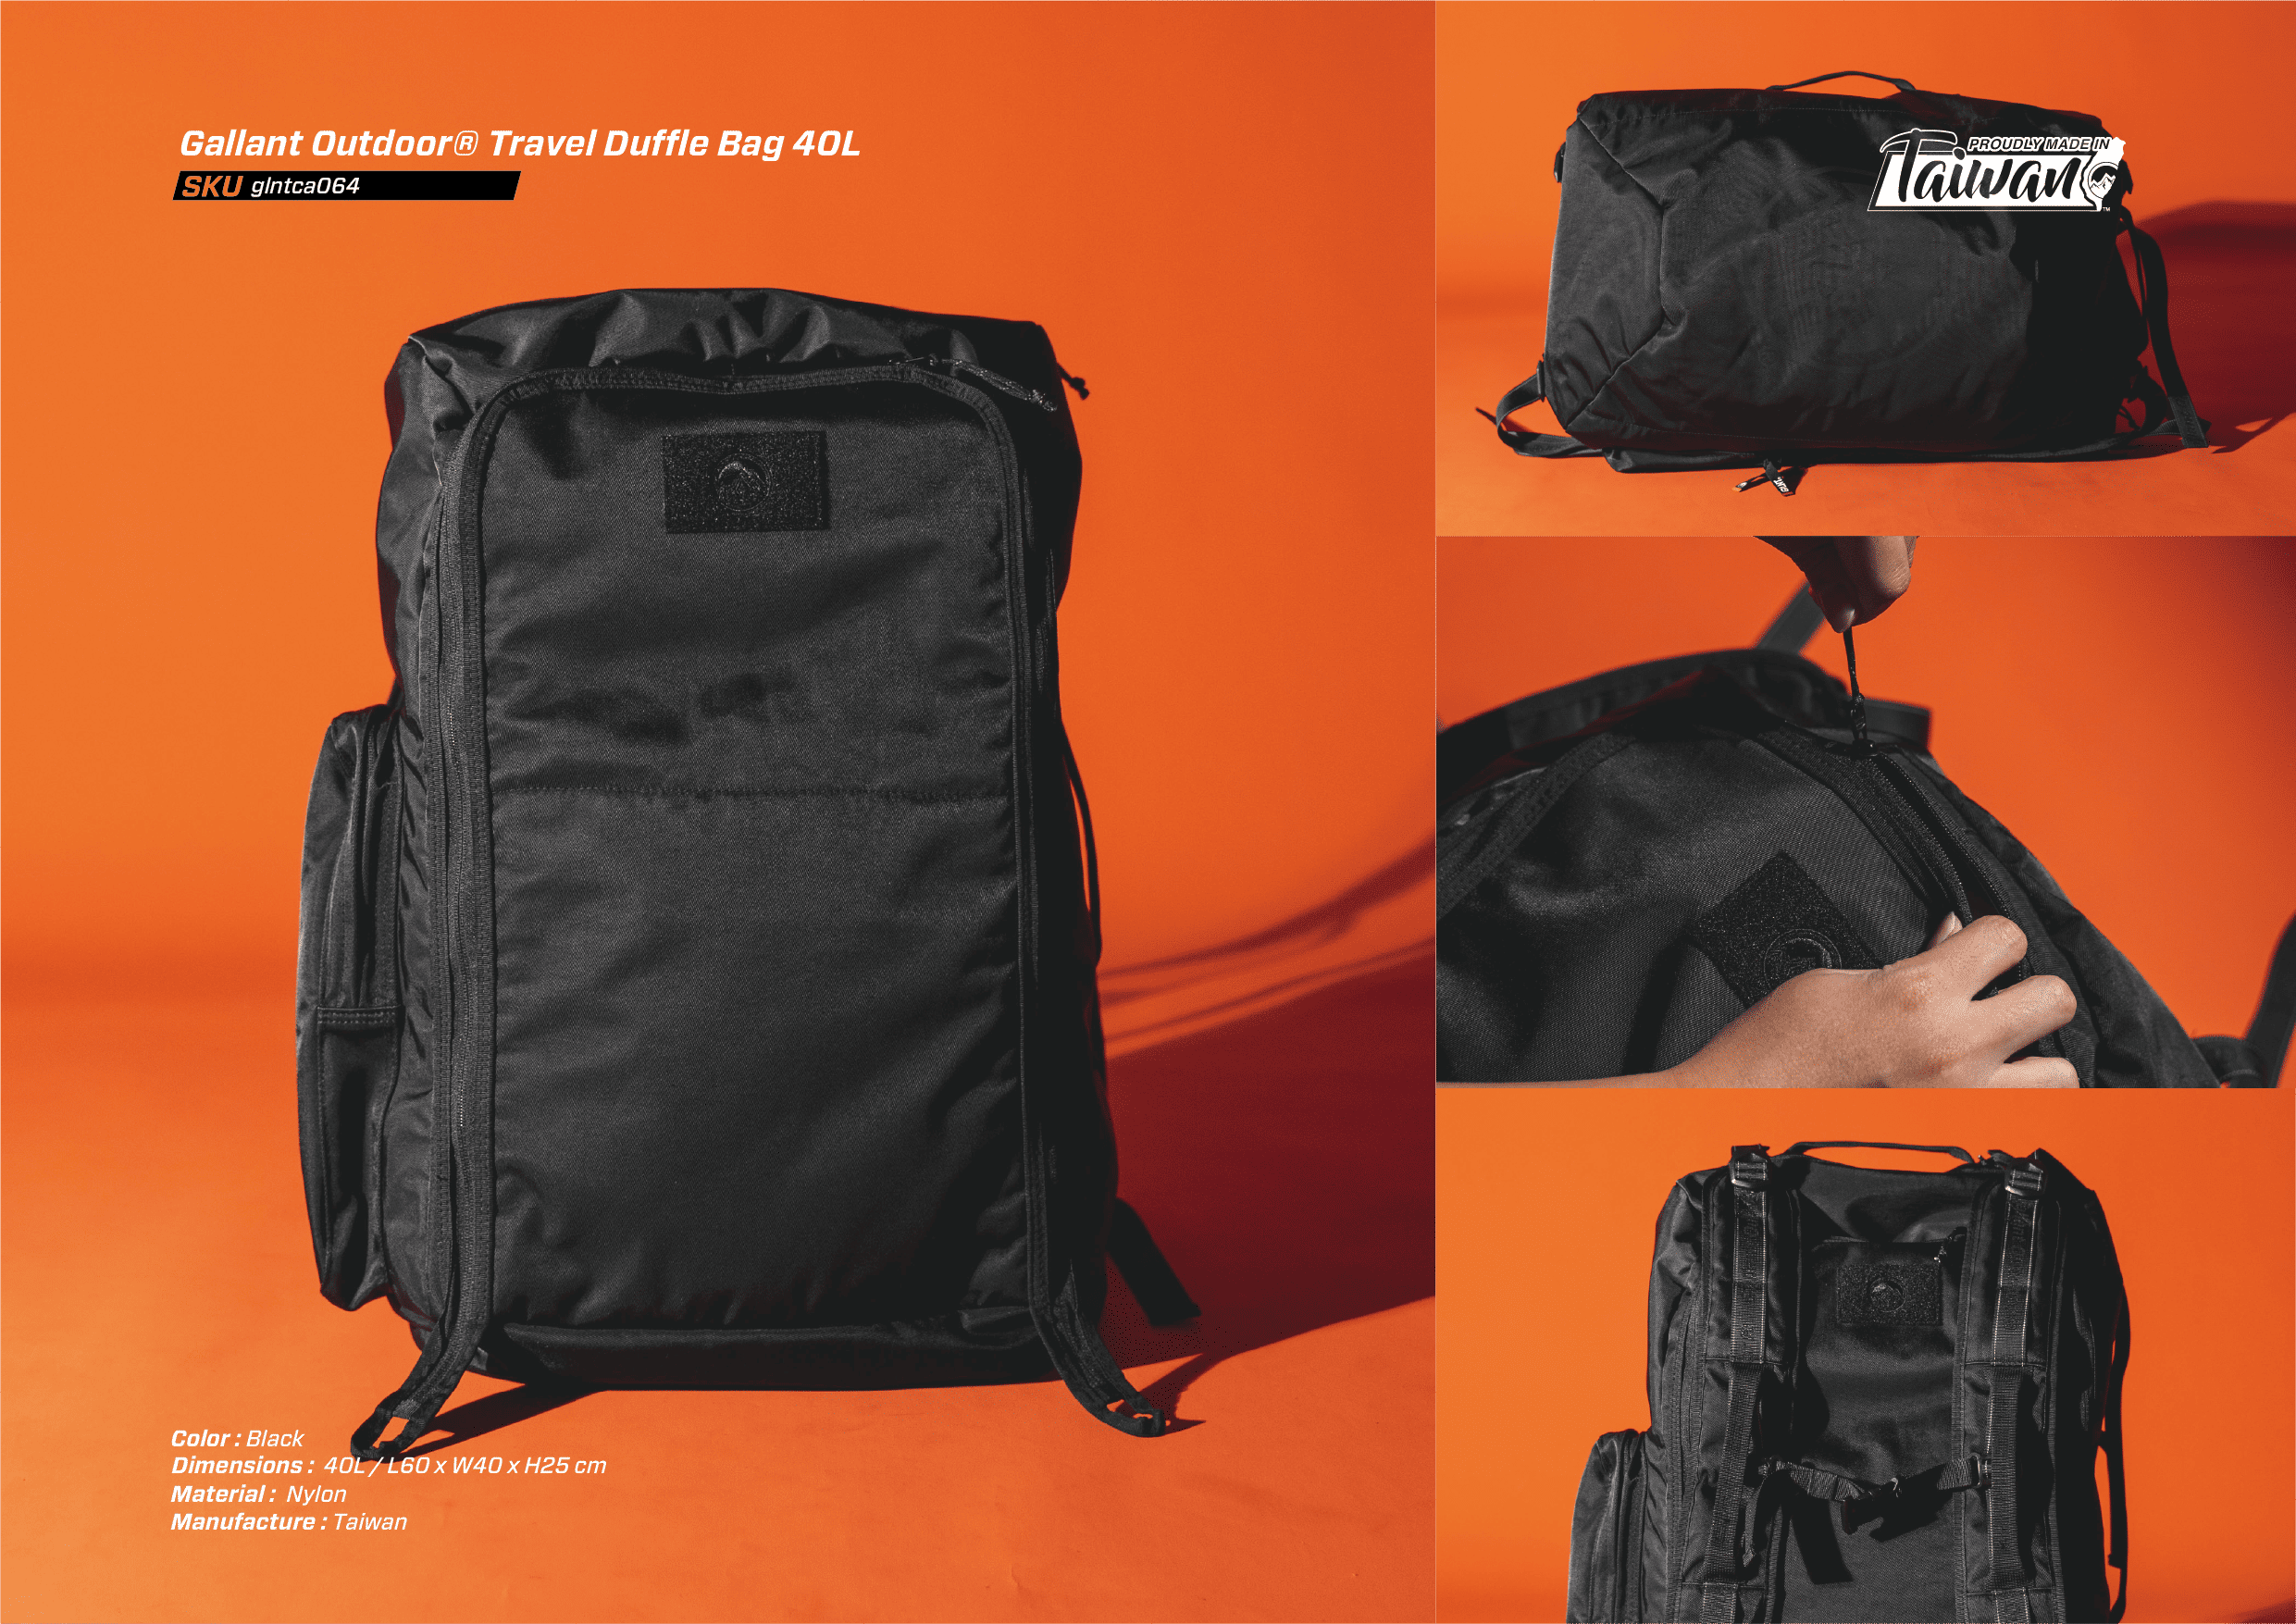 Gallant Outdoor® Travel Duffle Bag 40L
SKU glntca064
PROUDLY MADE IN
Taiwan
TM
Color : Black
Dimensions : 40L / L60 x W40 x H25 cm
Material : Nylon
Manufacture : Taiwan